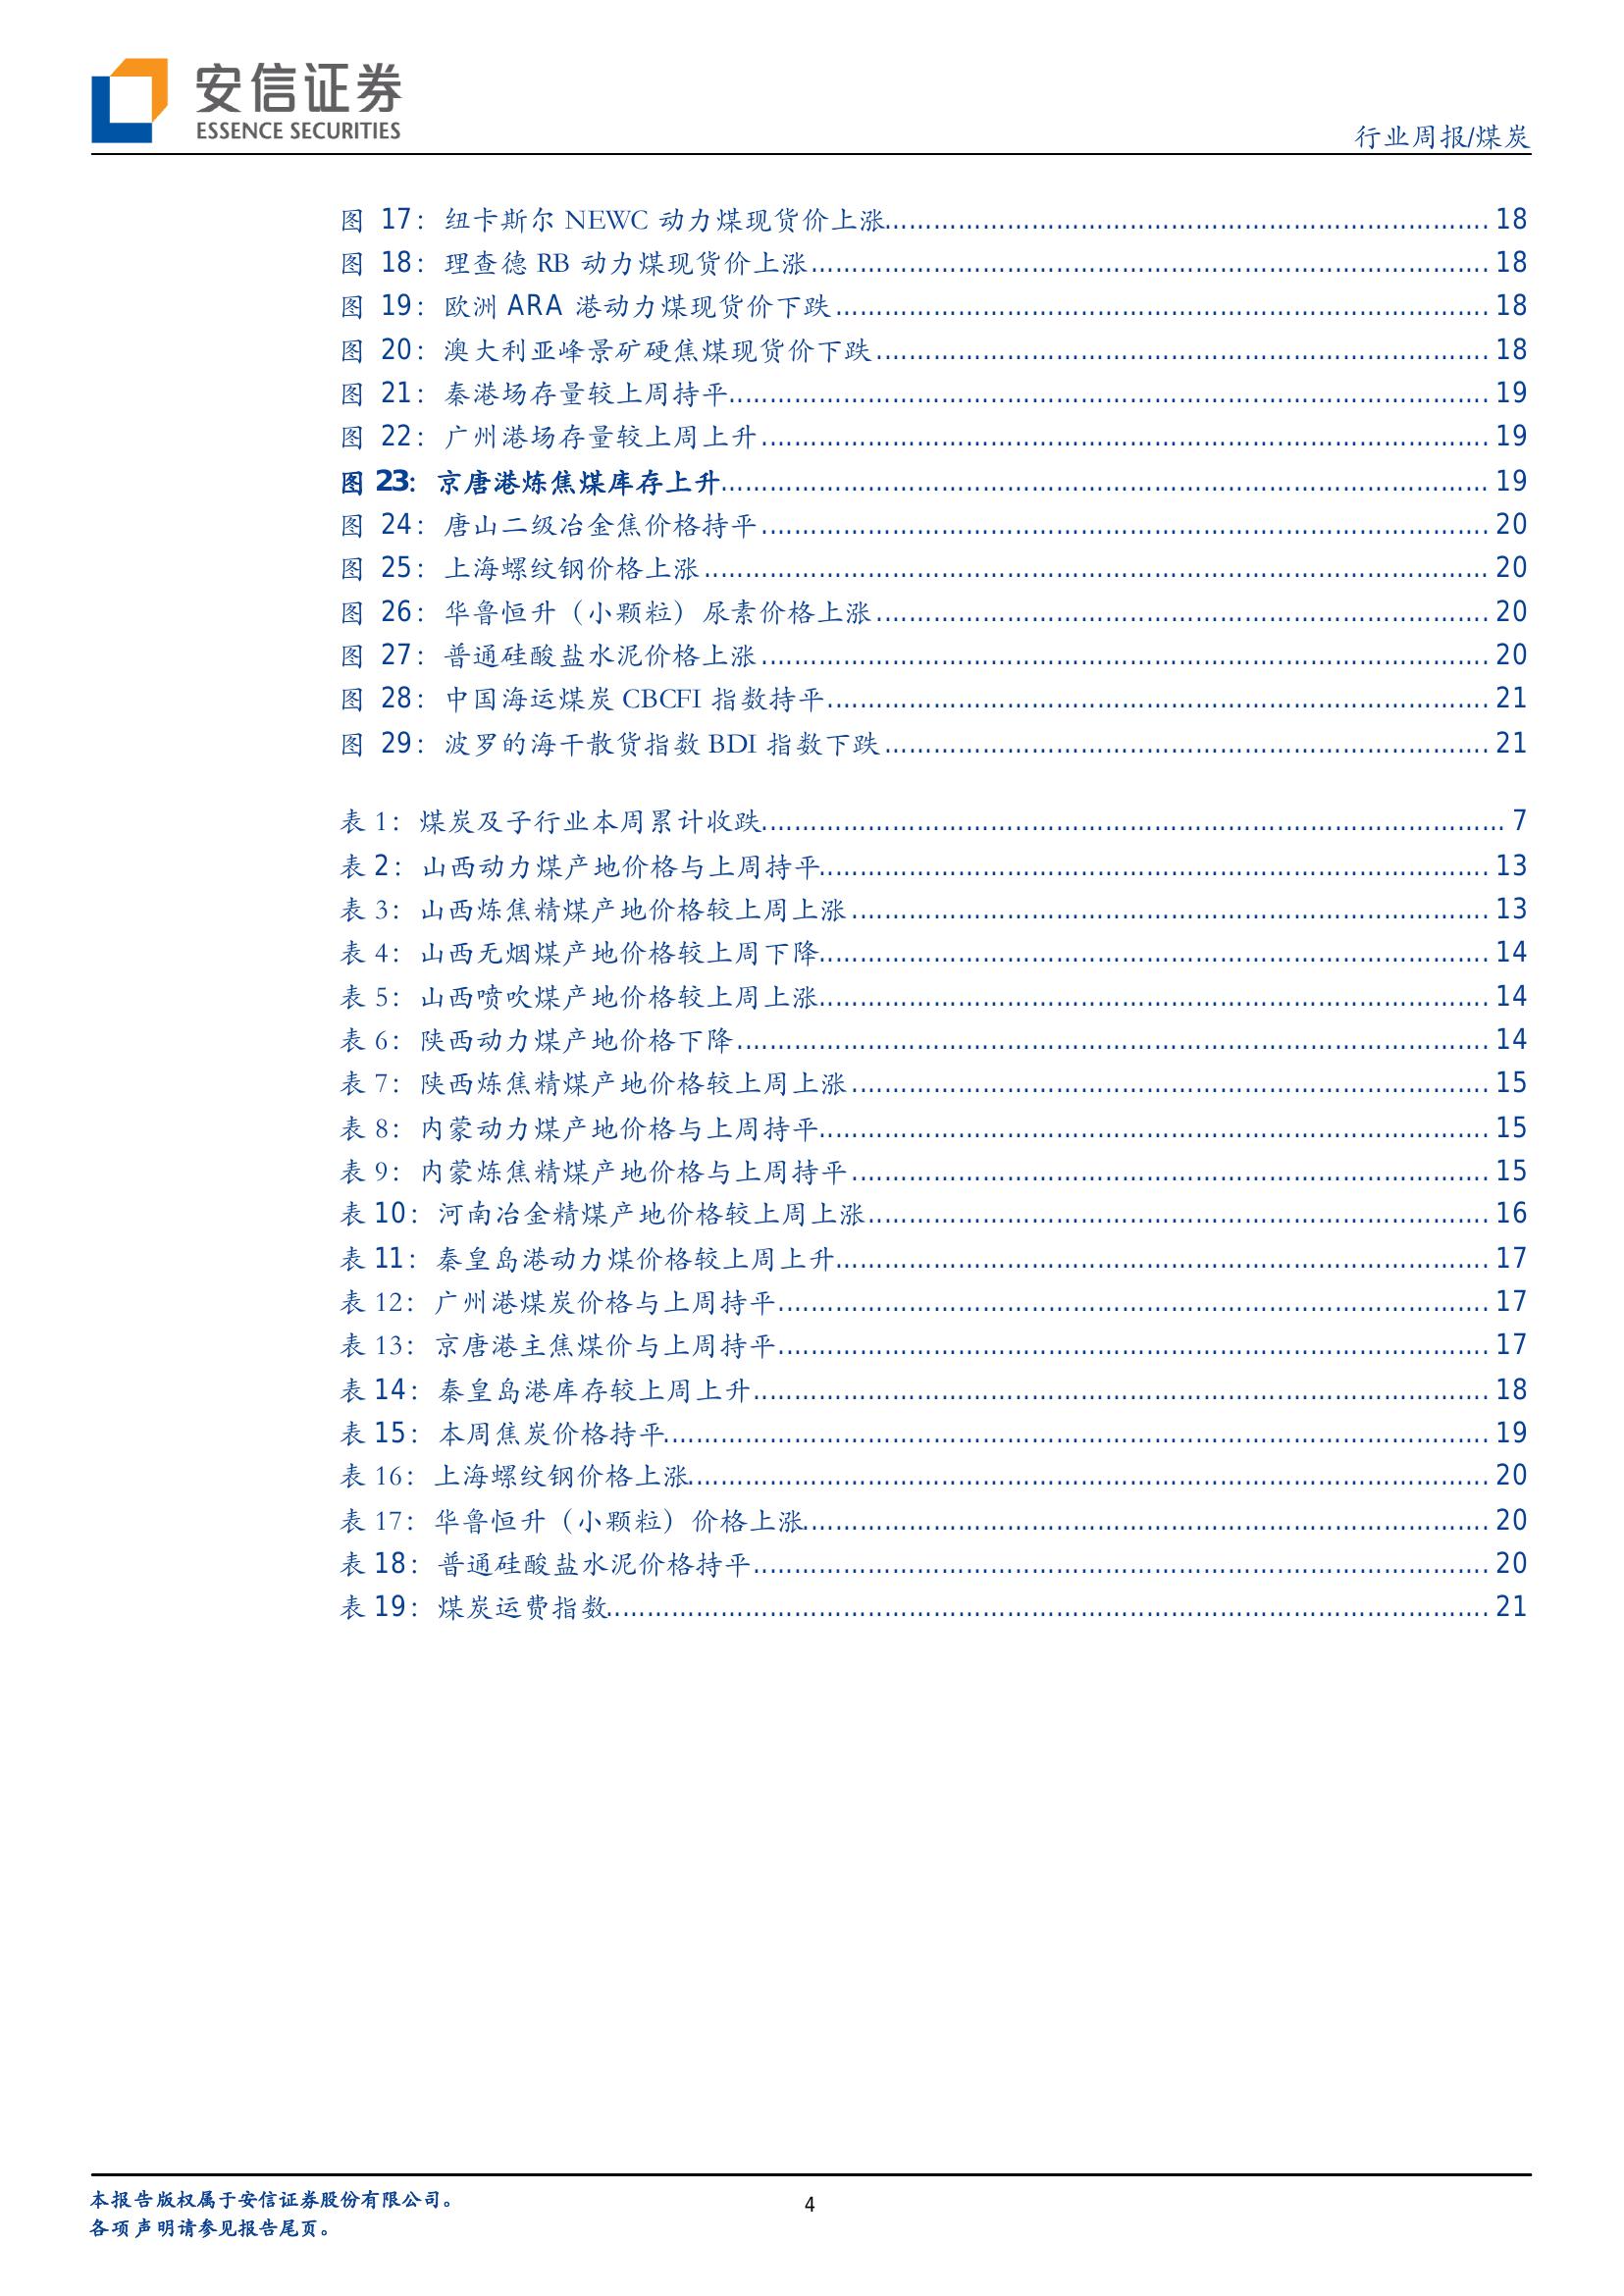 安信证券
ESSENCE SECURITIES
行业周报/煤炭
图 17：纽卡斯尔 NEWC 动力煤现货价上涨 18
图 18：理查德 RB 动力煤现货价上涨 18
图 19：欧洲 ARA 港动力煤现货价下跌 18
图 20：澳大利亚峰景矿硬焦煤现货价下跌 18
图 21：秦港场存量较上周持平 19
图 22：广州港场存量较上周上升 19
图 23：京唐港炼焦煤库存上升 19
图 24：唐山二级冶金焦价格持平 20
图 25：上海螺纹钢价格上涨 20
图 26：华鲁恒升（小颗粒）尿素价格上涨 20
图 27：普通硅酸盐水泥价格上涨 20
图 28：中国海运煤炭 CBCFI 指数持平 21
图 29：波罗的海干散货指数 BDI 指数下跌 21
表 1：煤炭及子行业本周累计收跌 7
表 2：山西动力煤产地价格与上周持平 13
表 3：山西炼焦精煤产地价格较上周上涨 13
表 4：山西无烟煤产地价格较上周下降 14
表 5：山西喷吹煤产地价格较上周上涨 14
表 6：陕西动力煤产地价格下降 14
表 7：陕西炼焦精煤产地价格较上周上涨 15
表 8：内蒙动力煤产地价格与上周持平 15
表 9：内蒙炼焦精煤产地价格与上周持平 15
表 10：河南冶金精煤产地价格较上周上涨 16
表 11：秦皇岛港动力煤价格较上周上升 17
表 12：广州港煤炭价格与上周持平 17
表 13：京唐港主焦煤价与上周持平 17
表 14：秦皇岛港库存较上周上升 18
表 15：本周焦炭价格持平 19
表 16：上海螺纹钢价格上涨 20
表 17：华鲁恒升（小颗粒）价格上涨 20
表 18：普通硅酸盐水泥价格持平 20
表 19：煤炭运费指数 21
本报告版权属于安信证券股份有限公司。
4
各项声明请参见报告尾页。